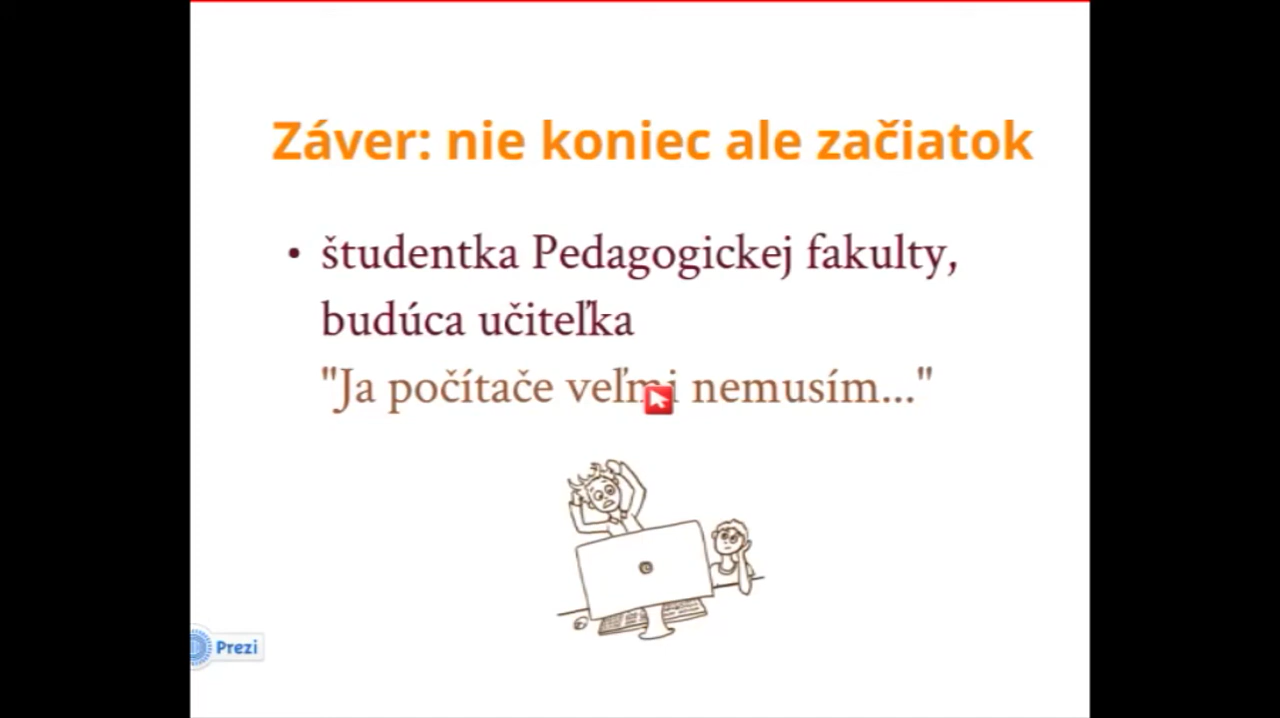 Záver: nie koniec ale začiatok
• študentka Pedagogickej fakulty,
budúca učiteľka
"Ja počítače veľmi nemusím..."
Prezi